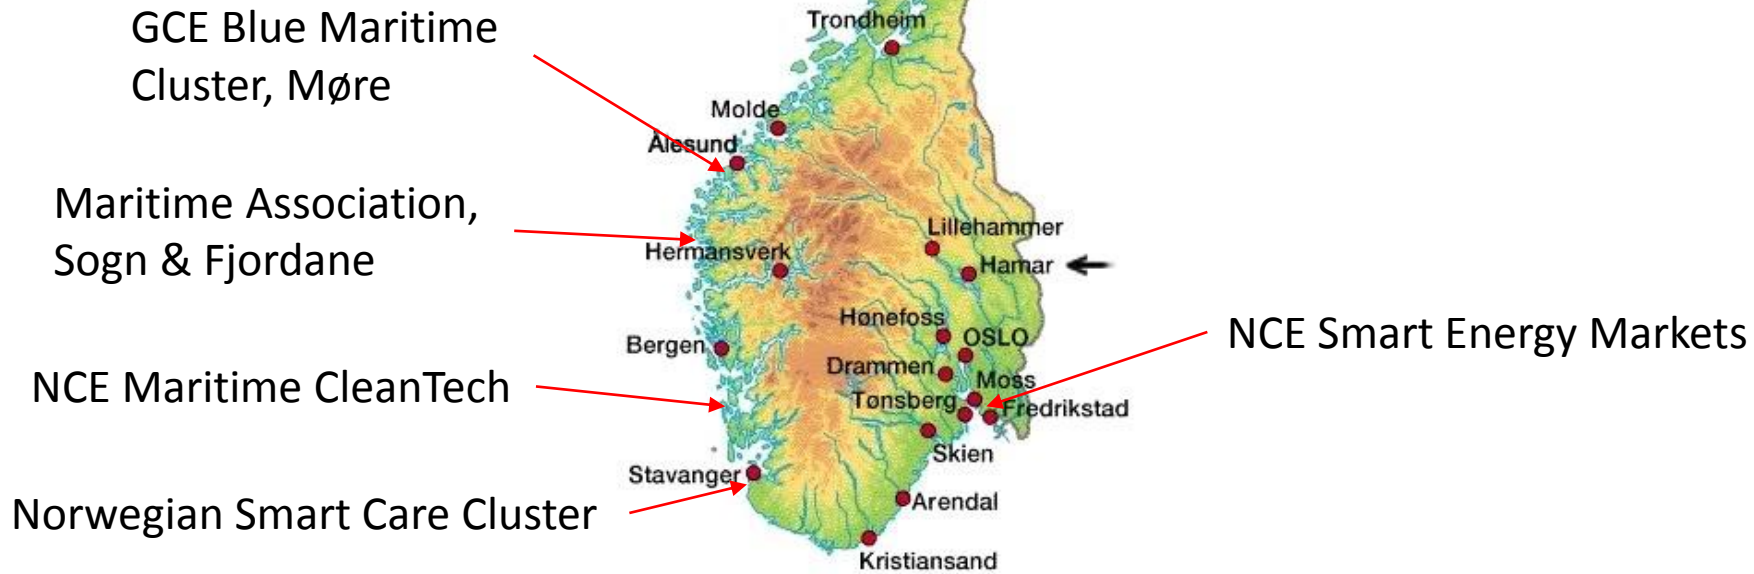 GCE Blue Maritime
Cluster, Møre
Maritime Association,
Sogn & Fjordane
NCE Maritime CleanTech
Norwegian Smart Care Cluster
Trondheim
Molde
Ålesund
Lillehammer
Hermansverk
Hamar
Hønefoss
OSLO
Bergen
Drammen
Moss
Tønsberg
Fredrikstad
Skien
Stavanger
Arendal
Kristiansand
NCE Smart Energy Markets